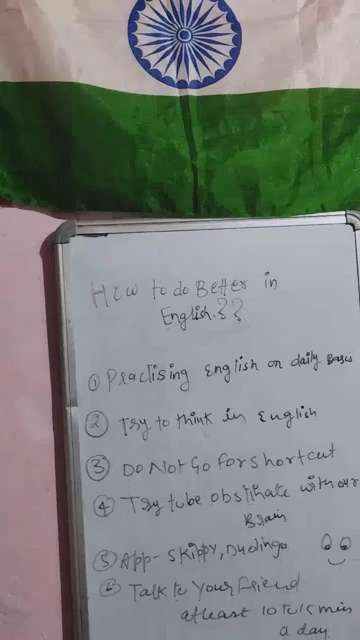 How to do Better in
English.??
① Practising English on daily Basis
② Try to think in English
③ Do Not Go for shortcut
④ Try tube obstinate with our
Brain
⑤ App - Skippy, Duolingo
⑥ Talk to Your friend
atleast 10 to 15 min
a day